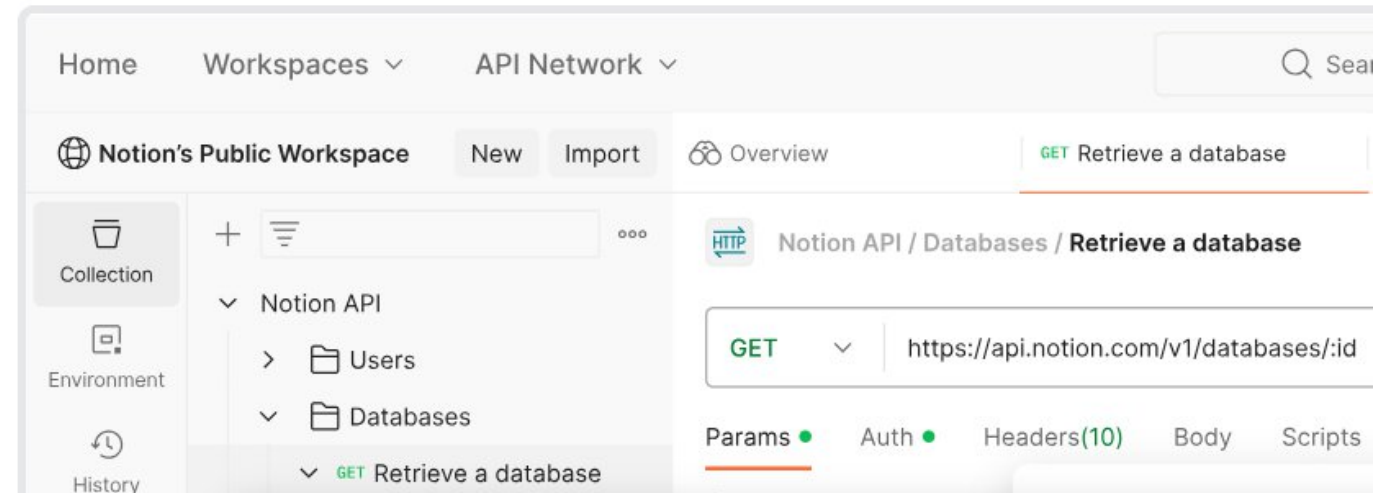 Home Workspaces API Network
Notion's Public Workspace New Import
Overview GET Retrieve a database
Collection
HTTP Notion API / Databases / Retrieve a database
Notion API
GET https://api.notion.com/v1/databases/:id
Users
Environment
Databases
Params Auth Headers(10) Body Scripts
GET Retrieve a database
History